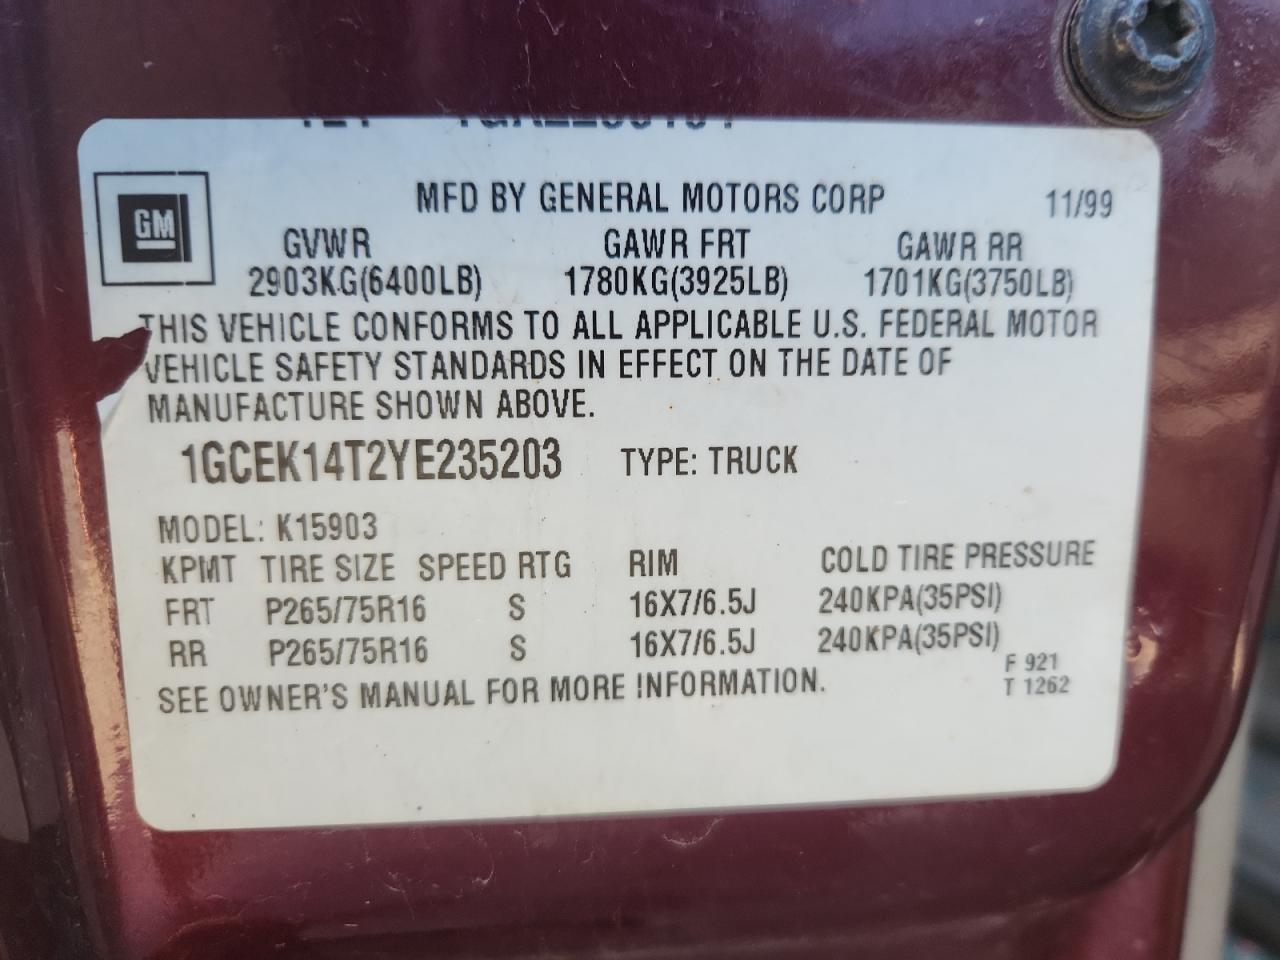 MFD BY GENERAL MOTORS CORP 11/99
GM
GVWR GAWR FRT GAWR RR
2903KG(6400LB) 1780KG(3925LB) 1701KG(3750LB)
THIS VEHICLE CONFORMS TO ALL APPLICABLE U.S. FEDERAL MOTOR
VEHICLE SAFETY STANDARDS IN EFFECT ON THE DATE OF
MANUFACTURE SHOWN ABOVE.
1GCEK14T2YE235203 TYPE: TRUCK
MODEL: K15903
KPMT TIRE SIZE SPEED RTG RIM COLD TIRE PRESSURE
FRT P265/75R16 S 16X7/6.5J 240KPA(35PSI)
RR P265/75R16 S 16X7/6.5J 240KPA(35PSI)
F 921
T 1262
SEE OWNER'S MANUAL FOR MORE INFORMATION.